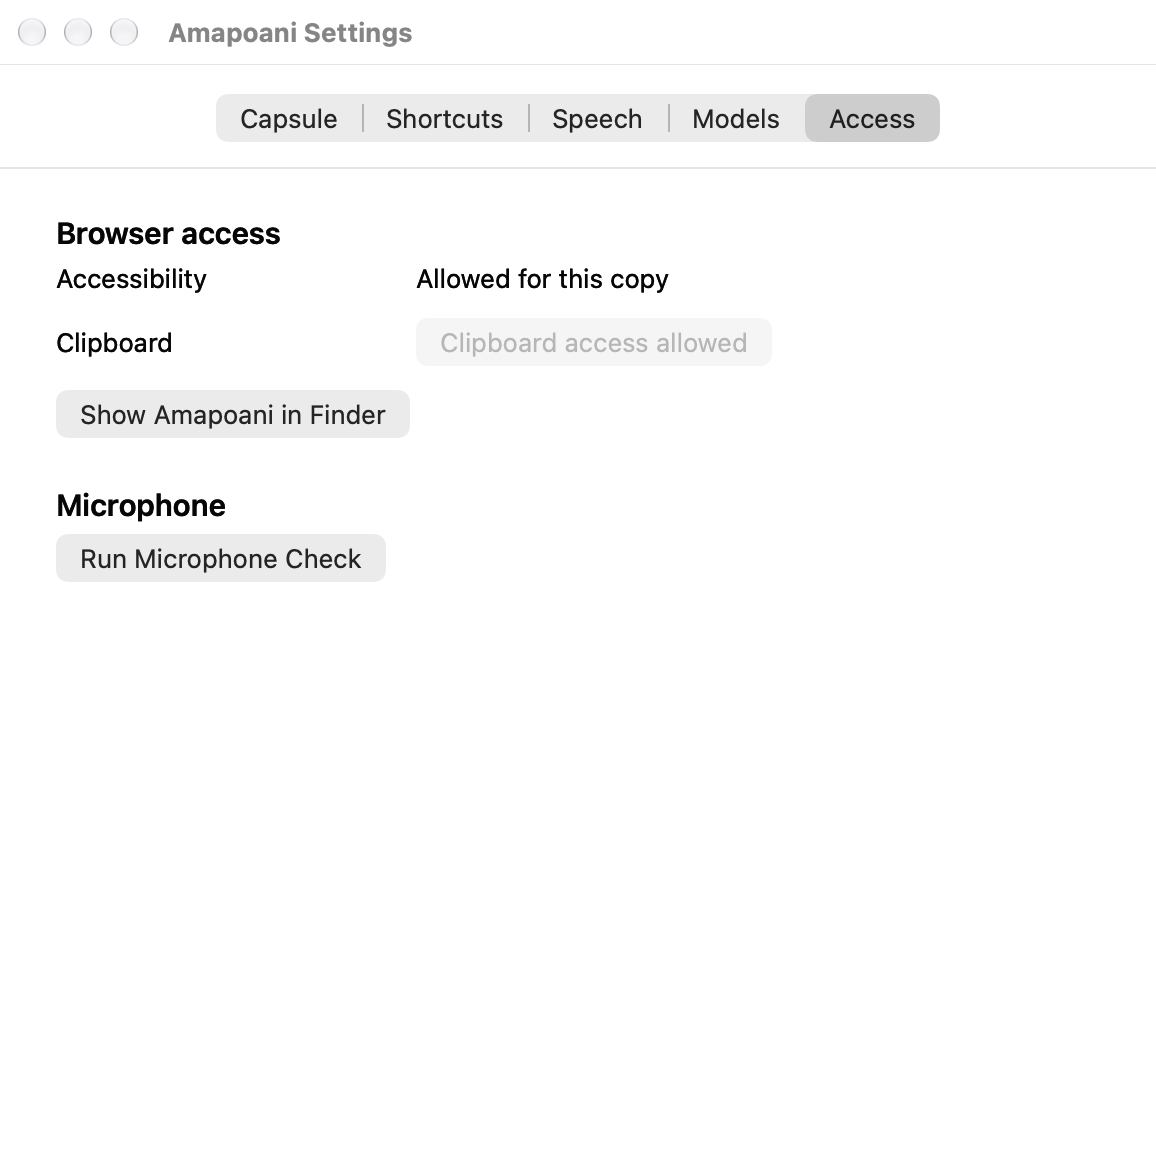 Amapoani Settings
Capsule Shortcuts Speech Models Access
Browser access
Accessibility Allowed for this copy
Clipboard Clipboard access allowed
Show Amapoani in Finder
Microphone
Run Microphone Check